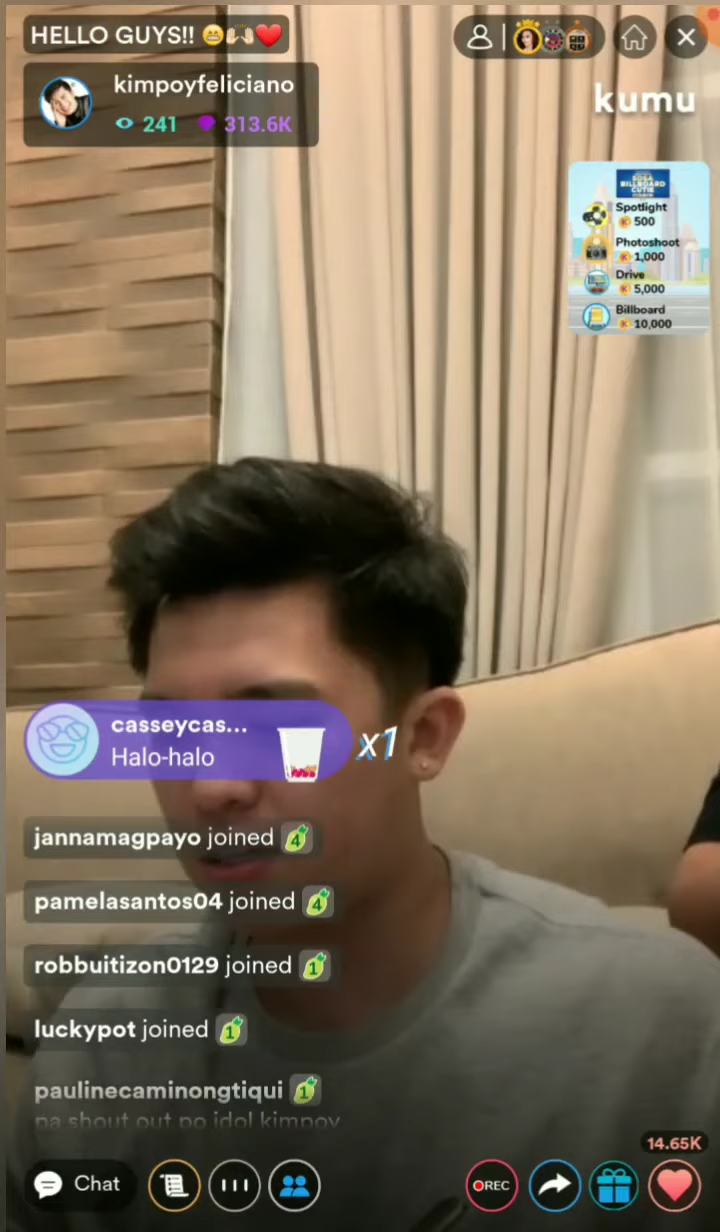 HELLO GUYS!! 😁🙌🏻❤️
kimpoyfeliciano
241 313.6K
kumu
BILLBOARD
CUTIE
Spotlight
500
Photoshoot
1,000
Drive
5,000
Billboard
10,000
casseycas...
Halo-halo
x1
jannamagpayo joined 4
pamelasantos04 joined 4
robbuitizon0129 joined 1
luckypot joined 1
paulinecaminongtiqui 1
pa shout out po idol kimpoy
14.65K
Chat
REC